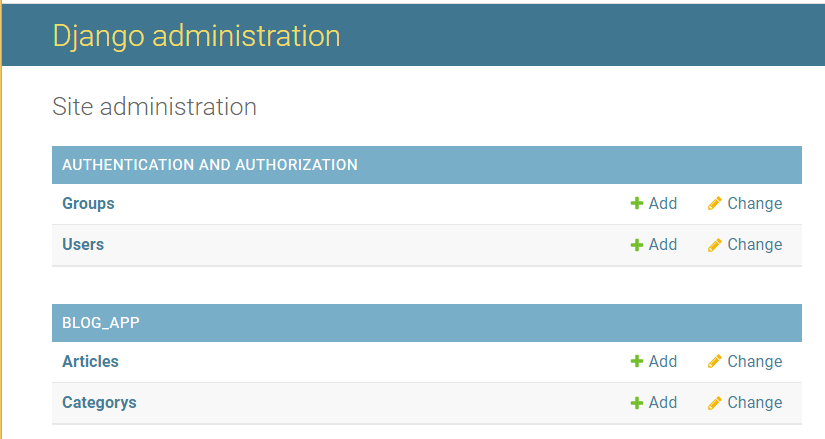 Django administration
Site administration
AUTHENTICATION AND AUTHORIZATION
Groups Add Change
Users Add Change
BLOG_APP
Articles Add Change
Categorys Add Change